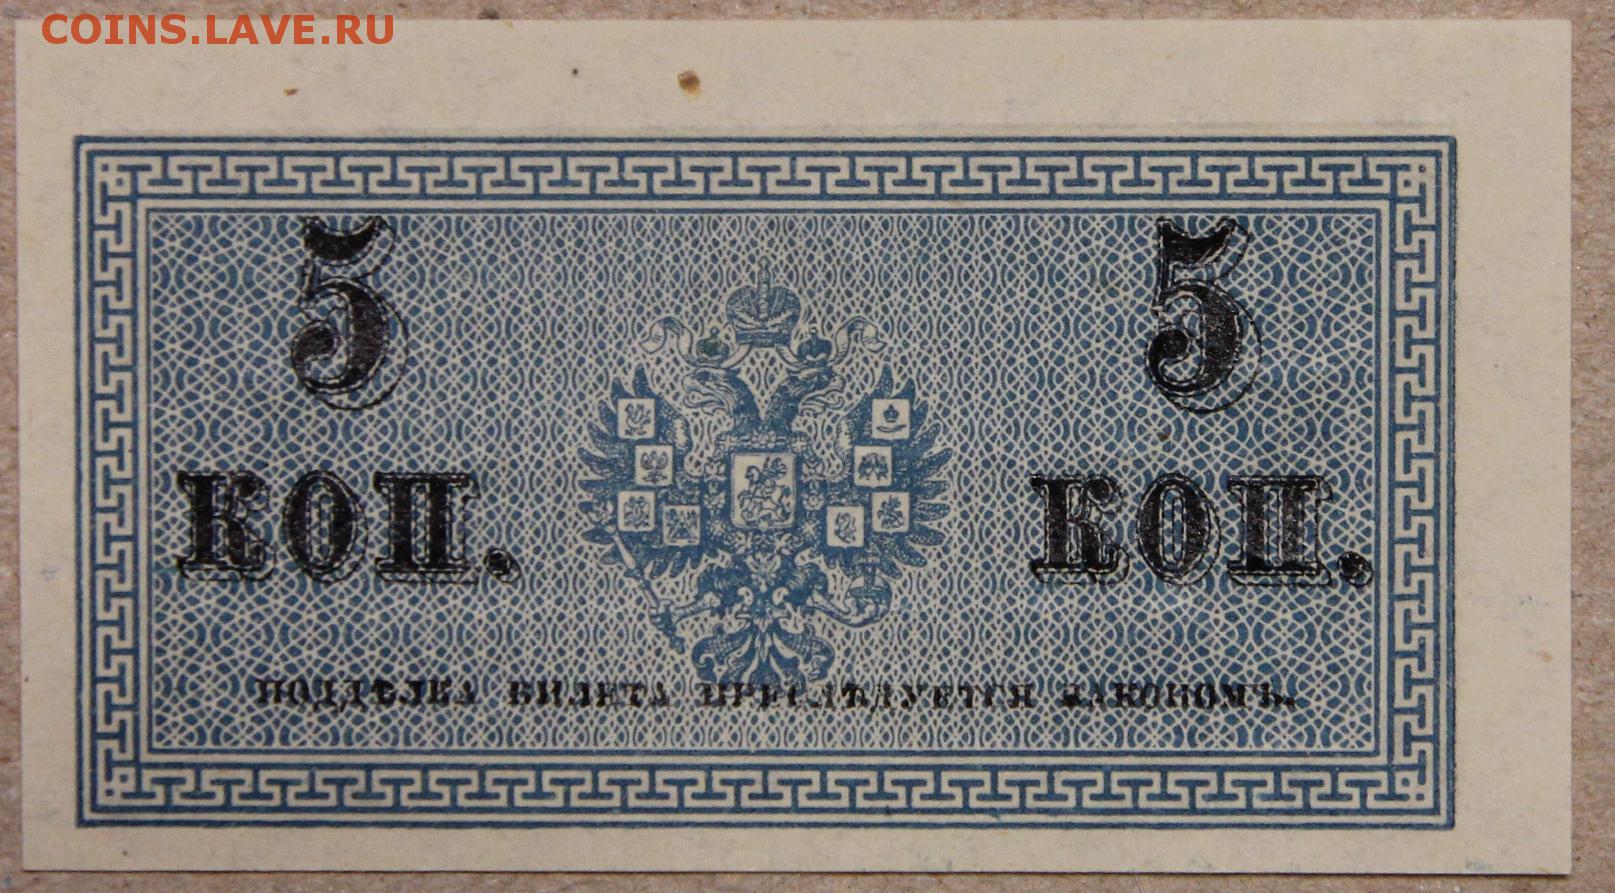 COINS.LAVE.RU
5 5
КОП. КОП.
ПОДДѢЛКА БИЛЕТА ПРЕСЛѢДУЕТСЯ ЗАКОНОМЪ.